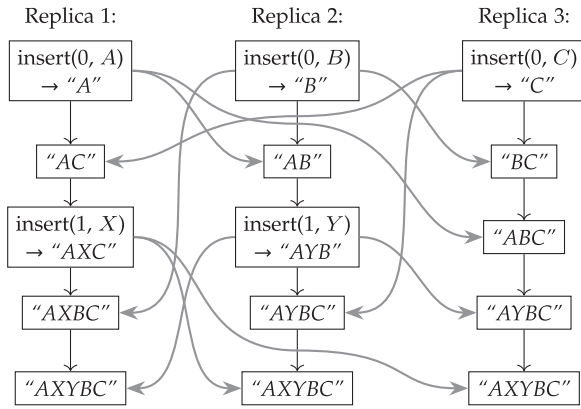 Replica 1: Replica 2: Replica 3:
insert(0, A) insert(0, B) insert(0, C)
→ “A” → “B” → “C”
“AC” “AB” “BC”
insert(1, X) insert(1, Y) “ABC”
→ “AXC” → “AYB”
“AXBC” “AYBC” “AYBC”
“AXYBC” “AXYBC” “AXYBC”